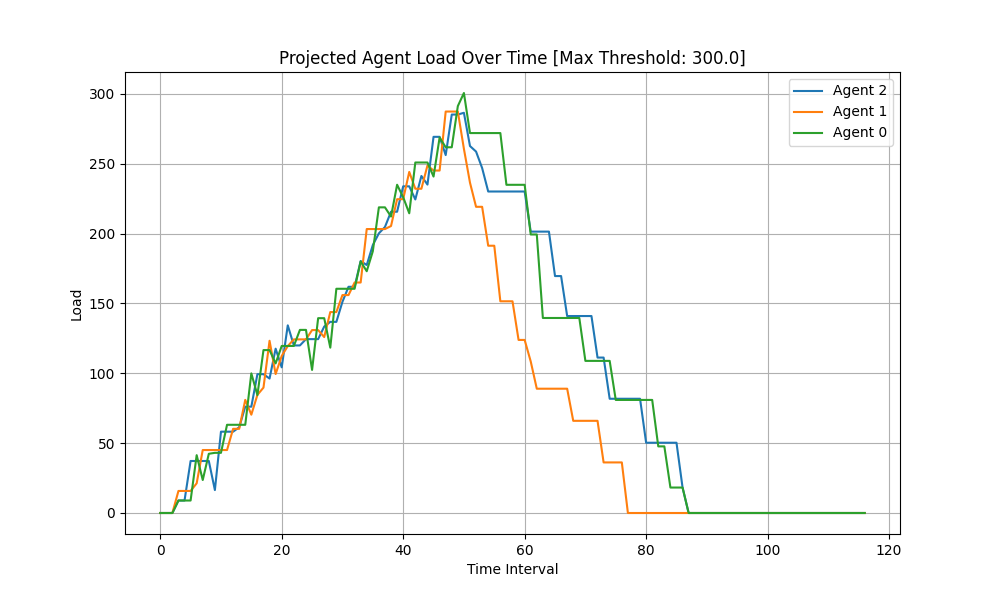 Projected Agent Load Over Time [Max Threshold: 300.0]
Agent 2
Agent 1
Agent 0
Load
300
250
200
150
100
50
0
0 20 40 60 80 100 120
Time Interval